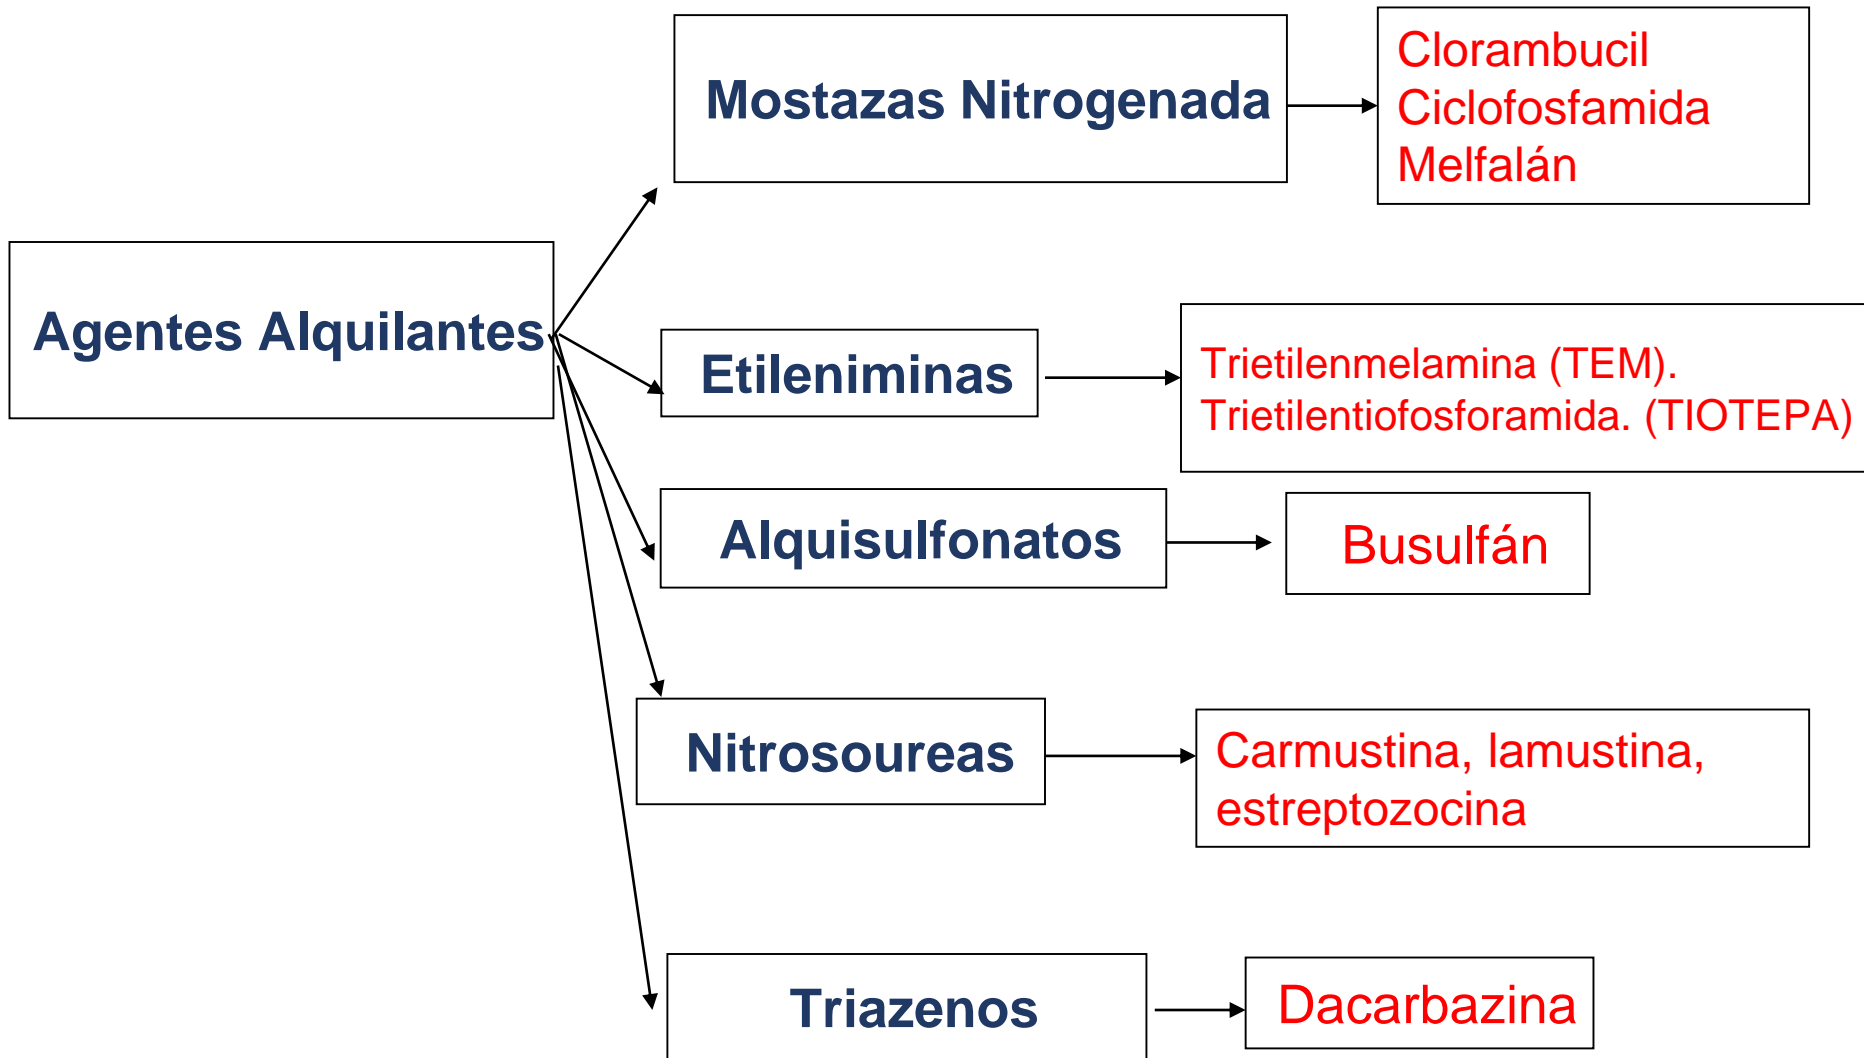 Agentes Alquilantes
Mostazas Nitrogenada
Clorambucil
Ciclofosfamida
Melfalán
Etileniminas
Trietilenmelamina (TEM).
Trietilentiofosforamida. (TIOTEPA)
Alquisulfonatos
Busulfán
Nitrosoureas
Carmustina, lamustina,
estreptozocina
Triazenos
Dacarbazina